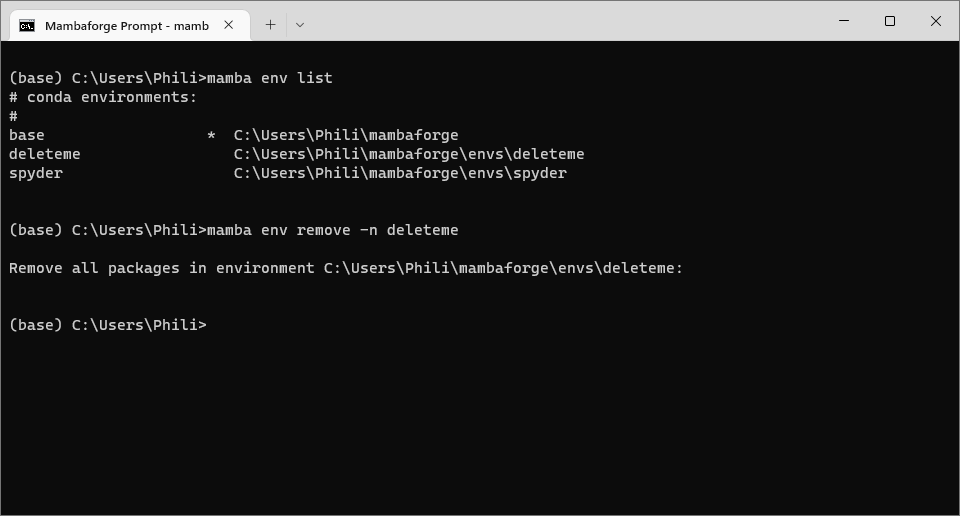 Mambaforge Prompt - mamb
(base) C:\Users\Phili>mamba env list
# conda environments:
#
base                  *  C:\Users\Phili\mambaforge
deleteme                 C:\Users\Phili\mambaforge\envs\deleteme
spyder                   C:\Users\Phili\mambaforge\envs\spyder
(base) C:\Users\Phili>mamba env remove -n deleteme
Remove all packages in environment C:\Users\Phili\mambaforge\envs\deleteme:
(base) C:\Users\Phili>